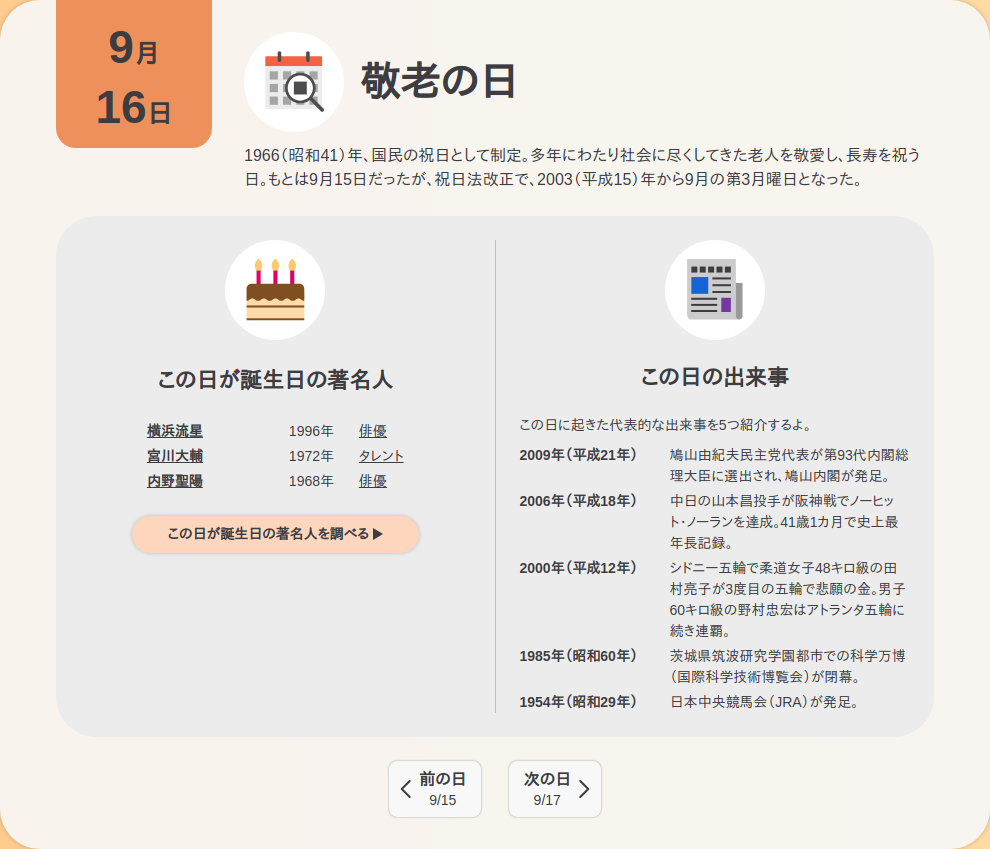 9月
16日
敬老の日
1966（昭和41）年、国民の祝日として制定。多年にわたり社会に尽くしてきた老人を敬愛し、長寿を祝う
日。もとは9月15日だったが、祝日法改正で、2003（平成15）年から9月の第3月曜日となった。
この日が誕生日の著名人
横浜流星 1996年 俳優
宮川大輔 1972年 タレント
内野聖陽 1968年 俳優
この日が誕生日の著名人を調べる▶
この日の出来事
この日に起きた代表的な出来事を5つ紹介するよ。
2009年（平成21年） 鳩山由紀夫民主党代表が第93代内閣総
理大臣に選出され、鳩山内閣が発足。
2006年（平成18年） 中日の山本昌投手が阪神戦でノーヒッ
ト・ノーランを達成。41歳1カ月で史上最
年長記録。
2000年（平成12年） シドニー五輪で柔道女子48キロ級の田
村亮子が3度目の五輪で悲願の金。男子
60キロ級の野村忠宏はアトランタ五輪に
続き連覇。
1985年（昭和60年） 茨城県筑波研究学園都市での科学万博
（国際科学技術博覧会）が閉幕。
1954年（昭和29年） 日本中央競馬会（JRA）が発足。
前の日
9/15
次の日
9/17